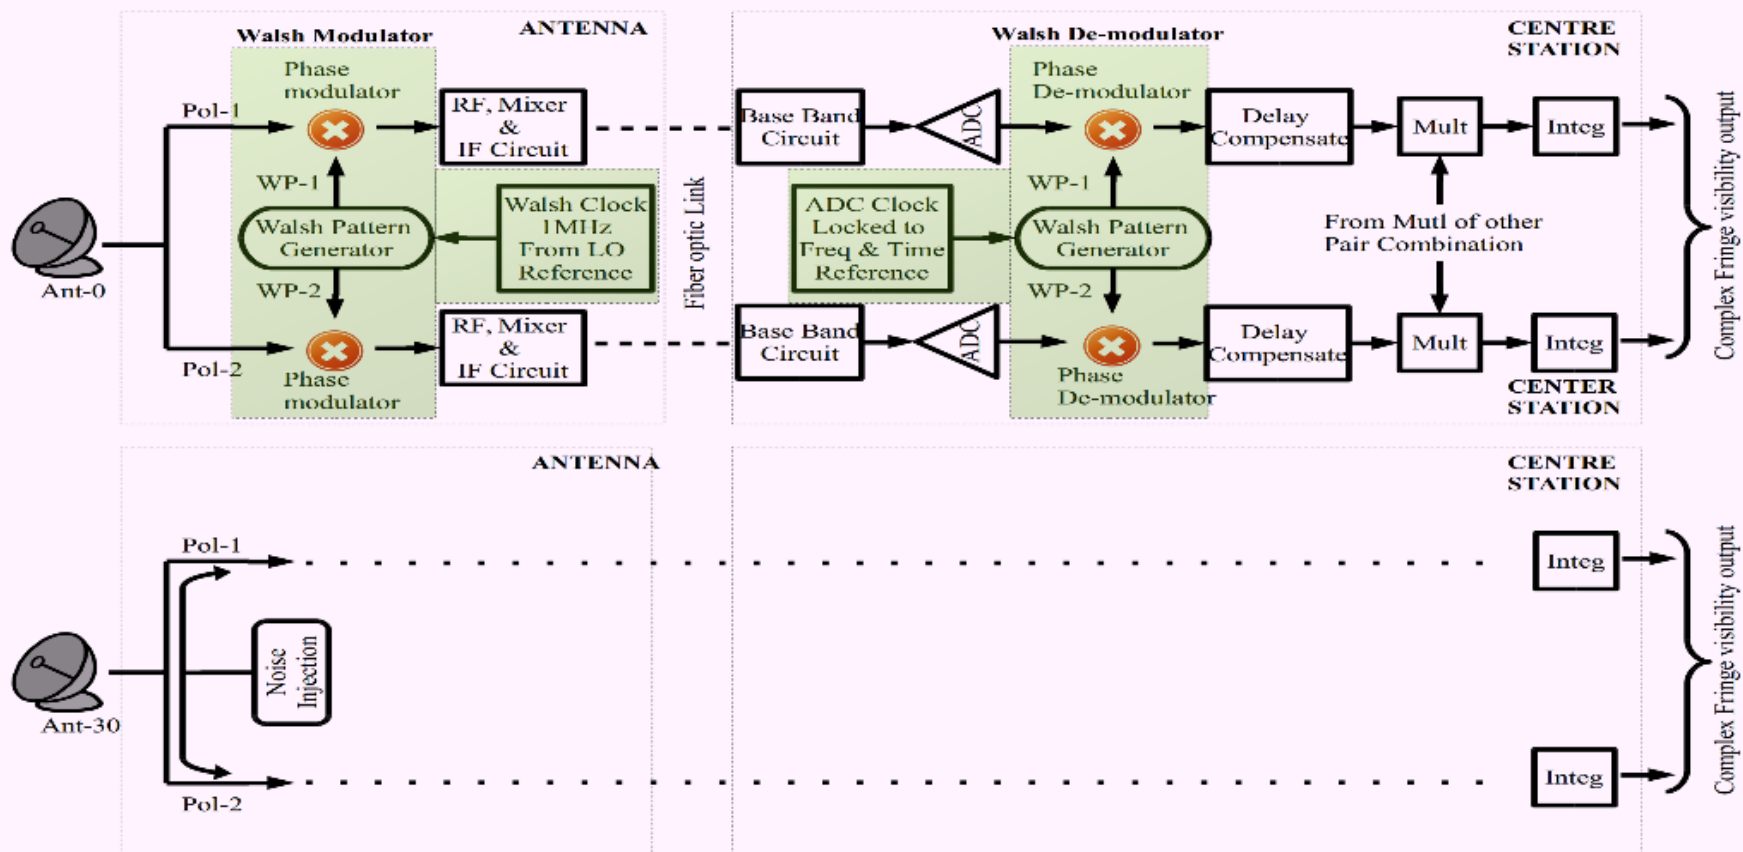 ANTENNA
Walsh Modulator
Phase
modulator
Pol-1
RF, Mixer
&
IF Circuit
WP-1
Walsh Pattern
Generator
Walsh Clock
1MHz
From LO
Reference
WP-2
Ant-0
RF, Mixer
&
IF Circuit
Pol-2
Phase
modulator
Fiber optic Link
CENTRE
STATION
Walsh De-modulator
Phase
De-modulator
Base Band
Circuit
ADC
Delay
Compensate
Mult
Integ
WP-1
ADC Clock
Locked to
Freq & Time
Reference
Walsh Pattern
Generator
From Mutl of other
Pair Combination
WP-2
Base Band
Circuit
ADC
Delay
Compensate
Mult
Integ
Phase
De-modulator
CENTER
STATION
Complex Fringe visibility output
ANTENNA
CENTRE
STATION
Pol-1
Integ
Noise
Injection
Ant-30
Pol-2
Integ
Complex Fringe visibility output